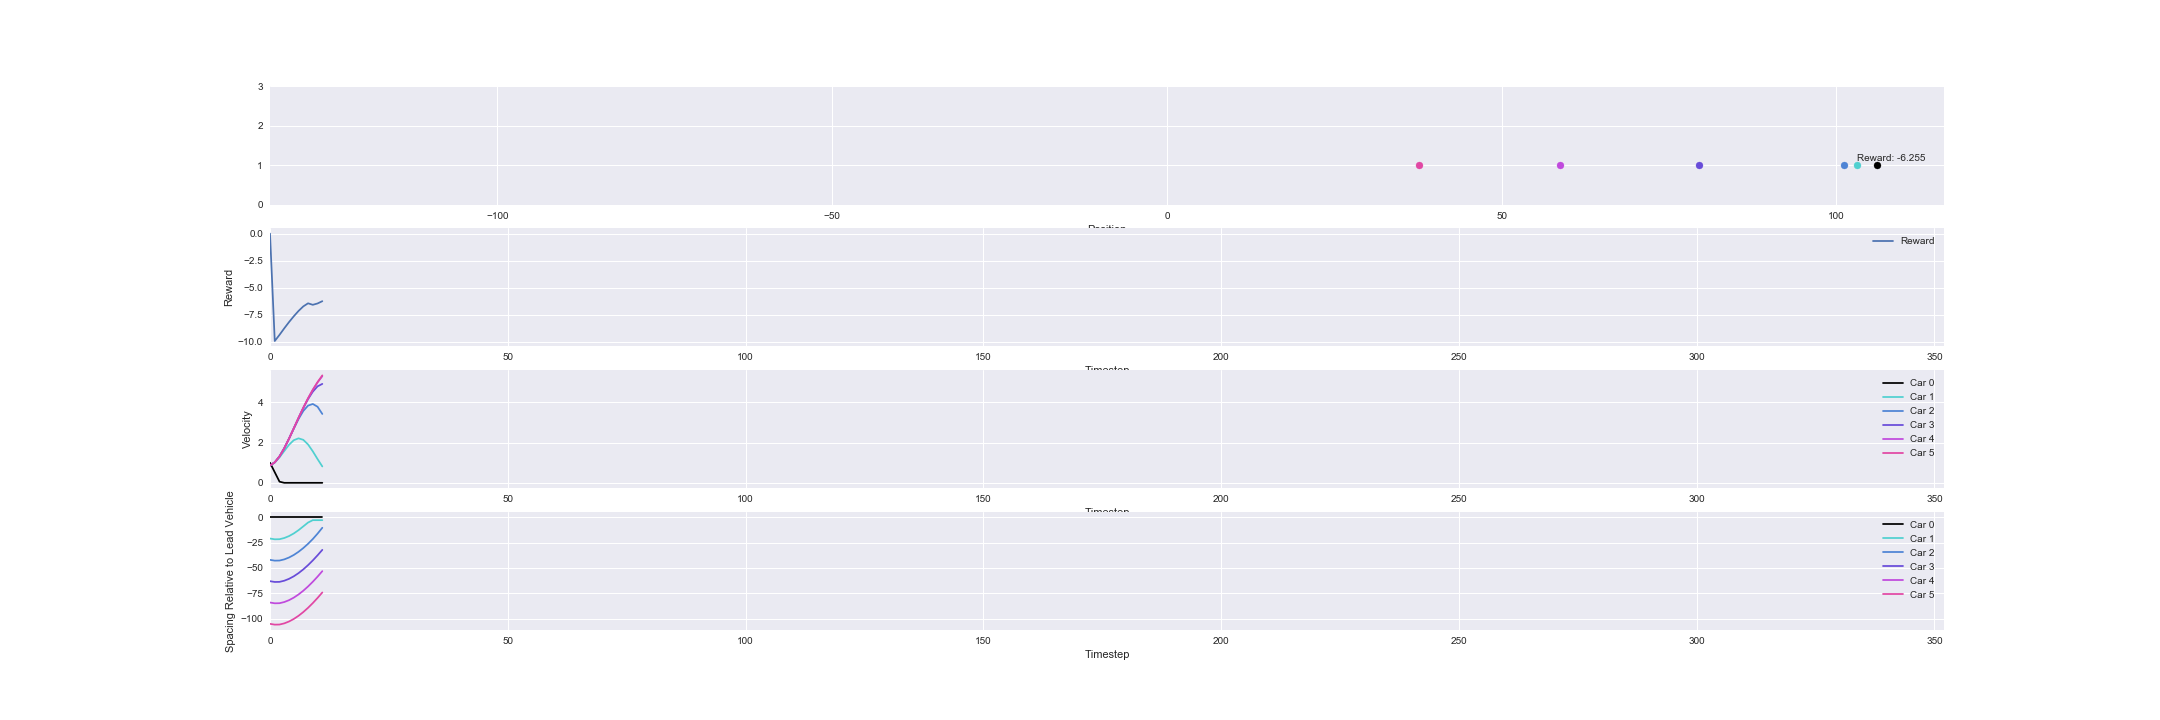 3
2
1
0
Reward: -6.255
−100 −50 0 50 100
Position
0.0
−2.5
−5.0
−7.5
−10.0
Reward
Reward
0 50 100 150 200 250 300 350
Timestep
4
2
0
Velocity
Car 0
Car 1
Car 2
Car 3
Car 4
Car 5
0 50 100 150 200 250 300 350
Timestep
0
−25
−50
−75
−100
Spacing Relative to Lead Vehicle
Car 0
Car 1
Car 2
Car 3
Car 4
Car 5
0 50 100 150 200 250 300 350
Timestep